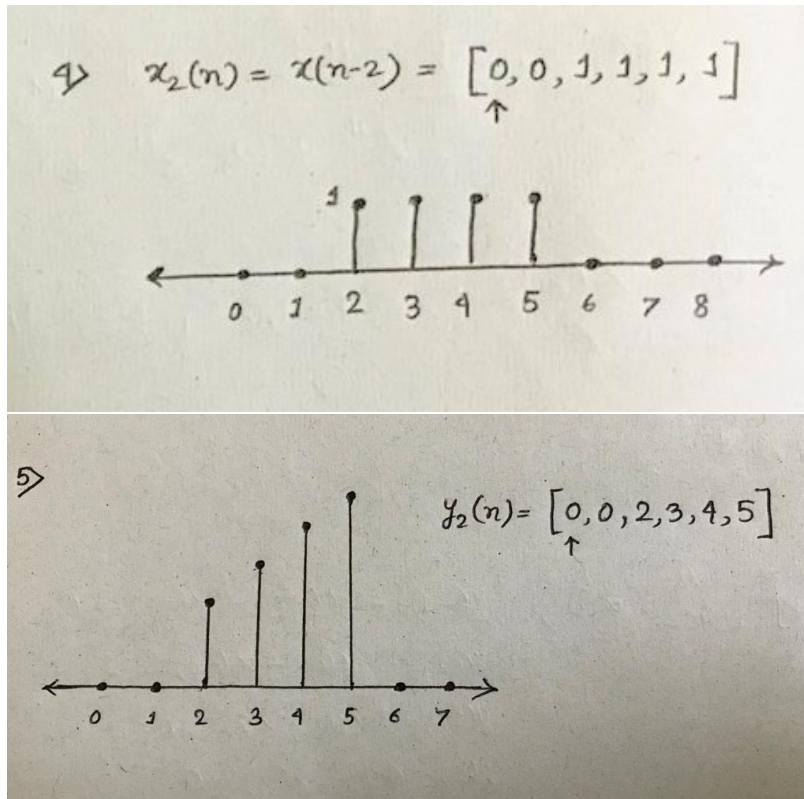 4> x₂(n) = x(n-2) = [0, 0, 1, 1, 1, 1]
↑
1
0 1 2 3 4 5 6 7 8
5> y₂(n) = [0, 0, 2, 3, 4, 5]
↑
0 1 2 3 4 5 6 7